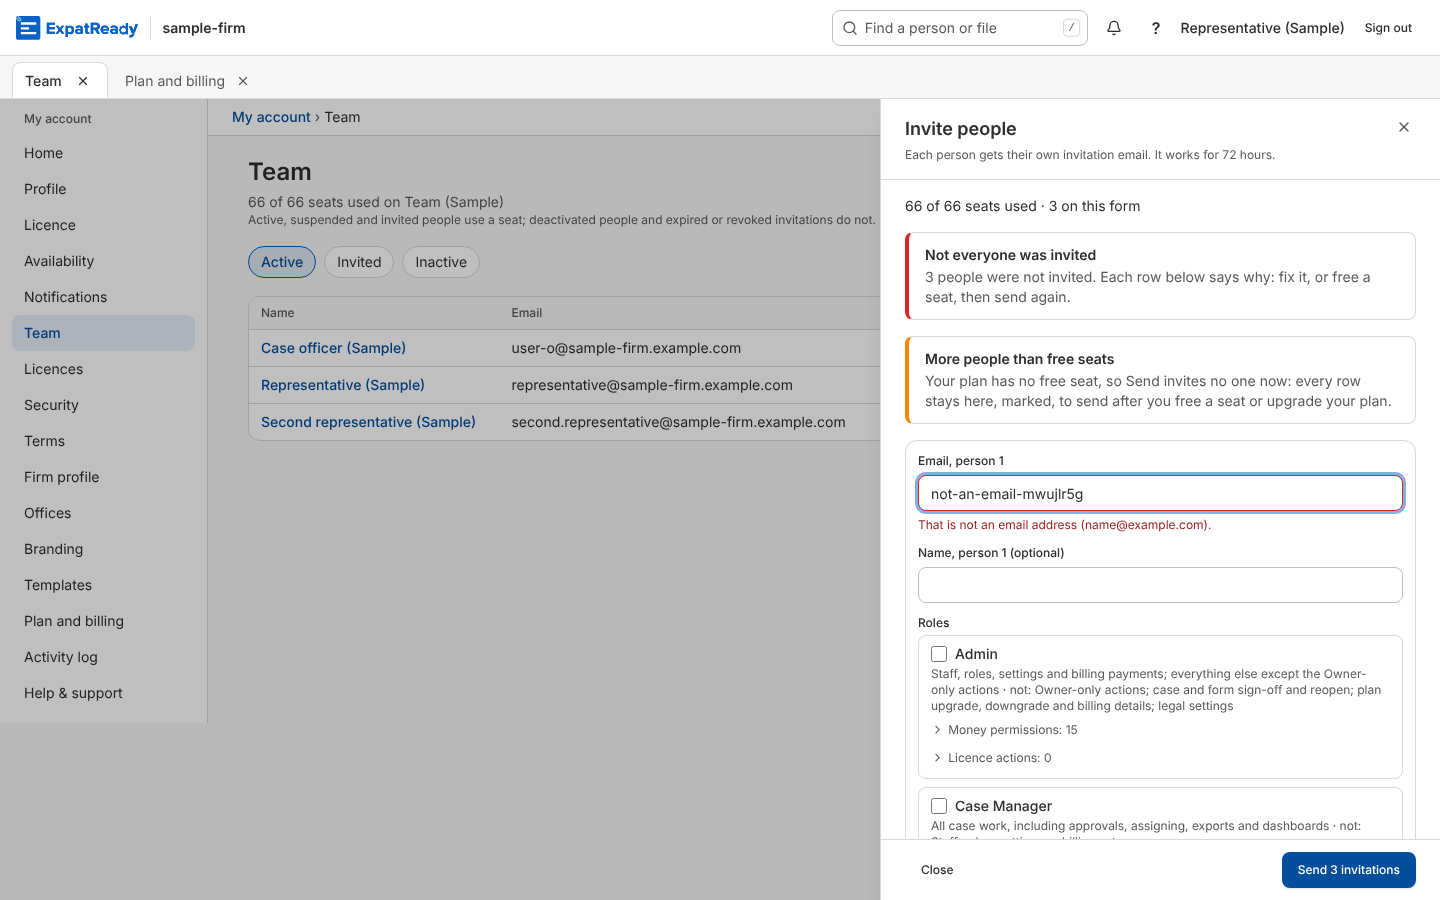 ExpatReady
sample-firm
Find a person or file
/
?
Representative (Sample)
Sign out
Team
Plan and billing
My account
Home
Profile
Licence
Availability
Notifications
Team
Licences
Security
Terms
Firm profile
Offices
Branding
Templates
Plan and billing
Activity log
Help & support
My account › Team
Team
66 of 66 seats used on Team (Sample)
Active, suspended and invited people use a seat; deactivated people and expired or revoked invitations do not.
Active
Invited
Inactive
Name
Email
Case officer (Sample)
user-o@sample-firm.example.com
Representative (Sample)
representative@sample-firm.example.com
Second representative (Sample)
second.representative@sample-firm.example.com
Invite people
Each person gets their own invitation email. It works for 72 hours.
66 of 66 seats used · 3 on this form
Not everyone was invited
3 people were not invited. Each row below says why: fix it, or free a
seat, then send again.
More people than free seats
Your plan has no free seat, so Send invites no one now: every row
stays here, marked, to send after you free a seat or upgrade your plan.
Email, person 1
not-an-email-mwujlr5g
That is not an email address (name@example.com).
Name, person 1 (optional)
Roles
Admin
Staff, roles, settings and billing payments; everything else except the Owner-
only actions · not: Owner-only actions; case and form sign-off and reopen; plan
upgrade, downgrade and billing details; legal settings
Money permissions: 15
Licence actions: 0
Case Manager
All case work, including approvals, assigning, exports and dashboards · not:
Close
Send 3 invitations